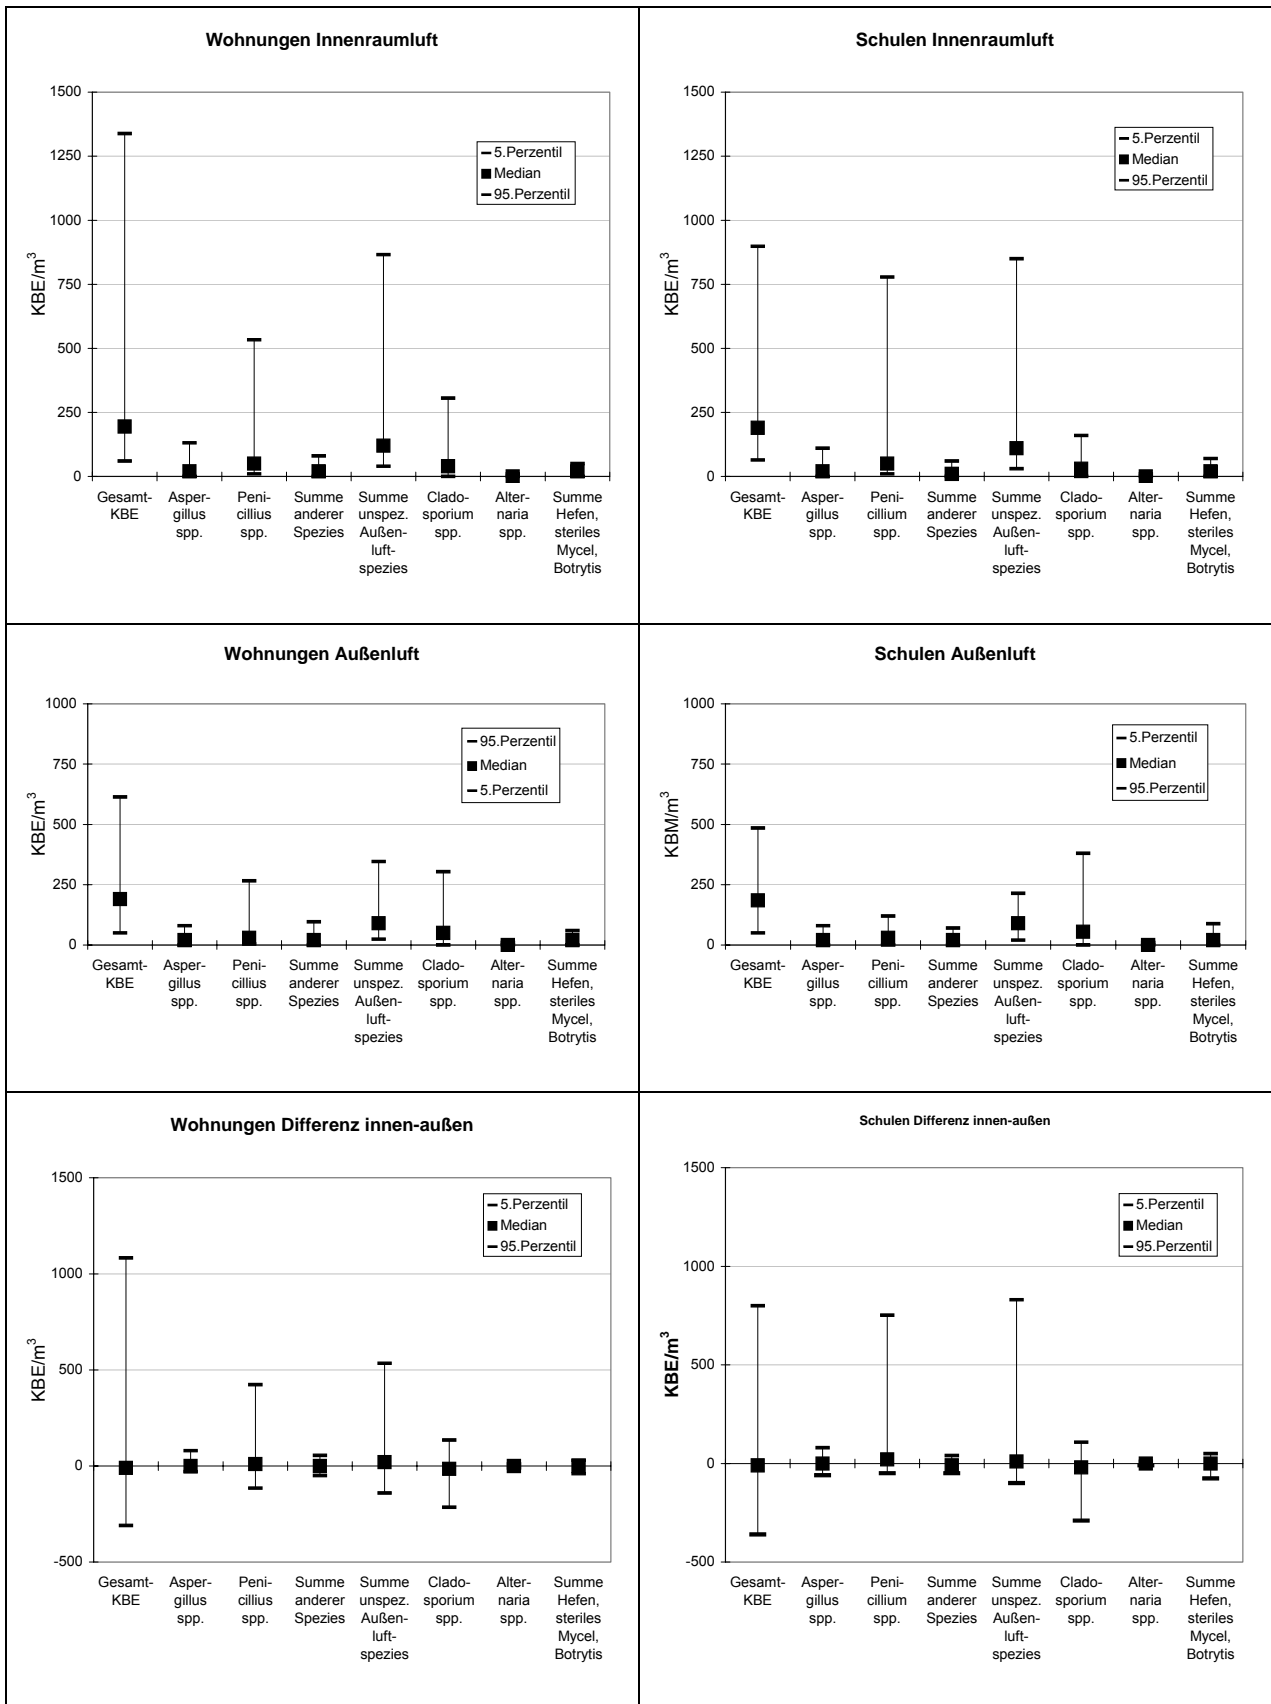 Wohnungen Innenraumluft
1500
1250
1000
750
500
250
0
KBE/m³
5.Perzentil
Median
95.Perzentil
Gesamt-
KBE
Asper-
gillus
spp.
Peni-
cillius
spp.
Summe
anderer
Spezies
Summe
unspez.
Außen-
luft-
spezies
Clado-
sporium
spp.
Alter-
naria
spp.
Summe
Hefen,
steriles
Mycel,
Botrytis
Schulen Innenraumluft
1500
1250
1000
750
500
250
0
KBE/m³
5.Perzentil
Median
95.Perzentil
Gesamt-
KBE
Asper-
gillus
spp.
Peni-
cillium
spp.
Summe
anderer
Spezies
Summe
unspez.
Außen-
luft-
spezies
Clado-
sporium
spp.
Alter-
naria
spp.
Summe
Hefen,
steriles
Mycel,
Botrytis
Wohnungen Außenluft
1000
750
500
250
0
KBE/m³
95.Perzentil
Median
5.Perzentil
Gesamt-
KBE
Asper-
gillus
spp.
Peni-
cillius
spp.
Summe
anderer
Spezies
Summe
unspez.
Außen-
luft-
spezies
Clado-
sporium
spp.
Alter-
naria
spp.
Summe
Hefen,
steriles
Mycel,
Botrytis
Schulen Außenluft
1000
750
500
250
0
KBM/m³
5.Perzentil
Median
95.Perzentil
Gesamt-
KBE
Asper-
gillus
spp.
Peni-
cillium
spp.
Summe
anderer
Spezies
Summe
unspez.
Außen-
luft-
spezies
Clado-
sporium
spp.
Alter-
naria
spp.
Summe
Hefen,
steriles
Mycel,
Botrytis
Wohnungen Differenz innen-außen
1500
1000
500
0
-500
KBE/m³
5.Perzentil
Median
95.Perzentil
Gesamt-
KBE
Asper-
gillus
spp.
Peni-
cillius
spp.
Summe
anderer
Spezies
Summe
unspez.
Außen-
luft-
spezies
Clado-
sporium
spp.
Alter-
naria
spp.
Summe
Hefen,
steriles
Mycel,
Botrytis
Schulen Differenz innen-außen
1500
1000
500
0
-500
KBE/m³
5.Perzentil
Median
95.Perzentil
Gesamt-
KBE
Asper-
gillus
spp.
Peni-
cillium
spp.
Summe
anderer
Spezies
Summe
unspez.
Außen-
luft-
spezies
Clado-
sporium
spp.
Alter-
naria
spp.
Summe
Hefen,
steriles
Mycel,
Botrytis